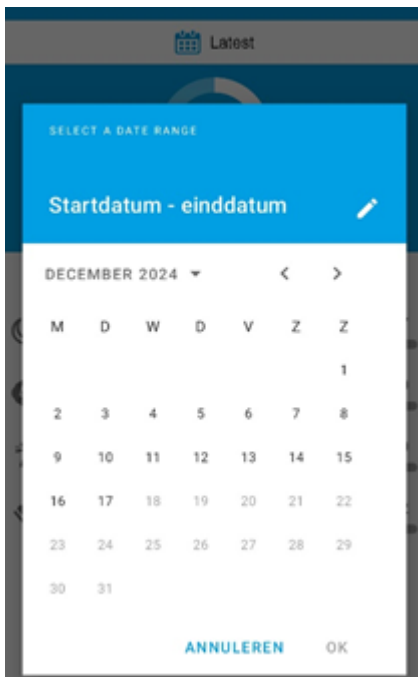 Latest
SELECT A DATE RANGE
Startdatum - einddatum
DECEMBER 2024
M D W D V Z Z
1
2 3 4 5 6 7 8
9 10 11 12 13 14 15
16 17 18 19 20 21 22
23 24 25 26 27 28 29
30 31
ANNULEREN OK